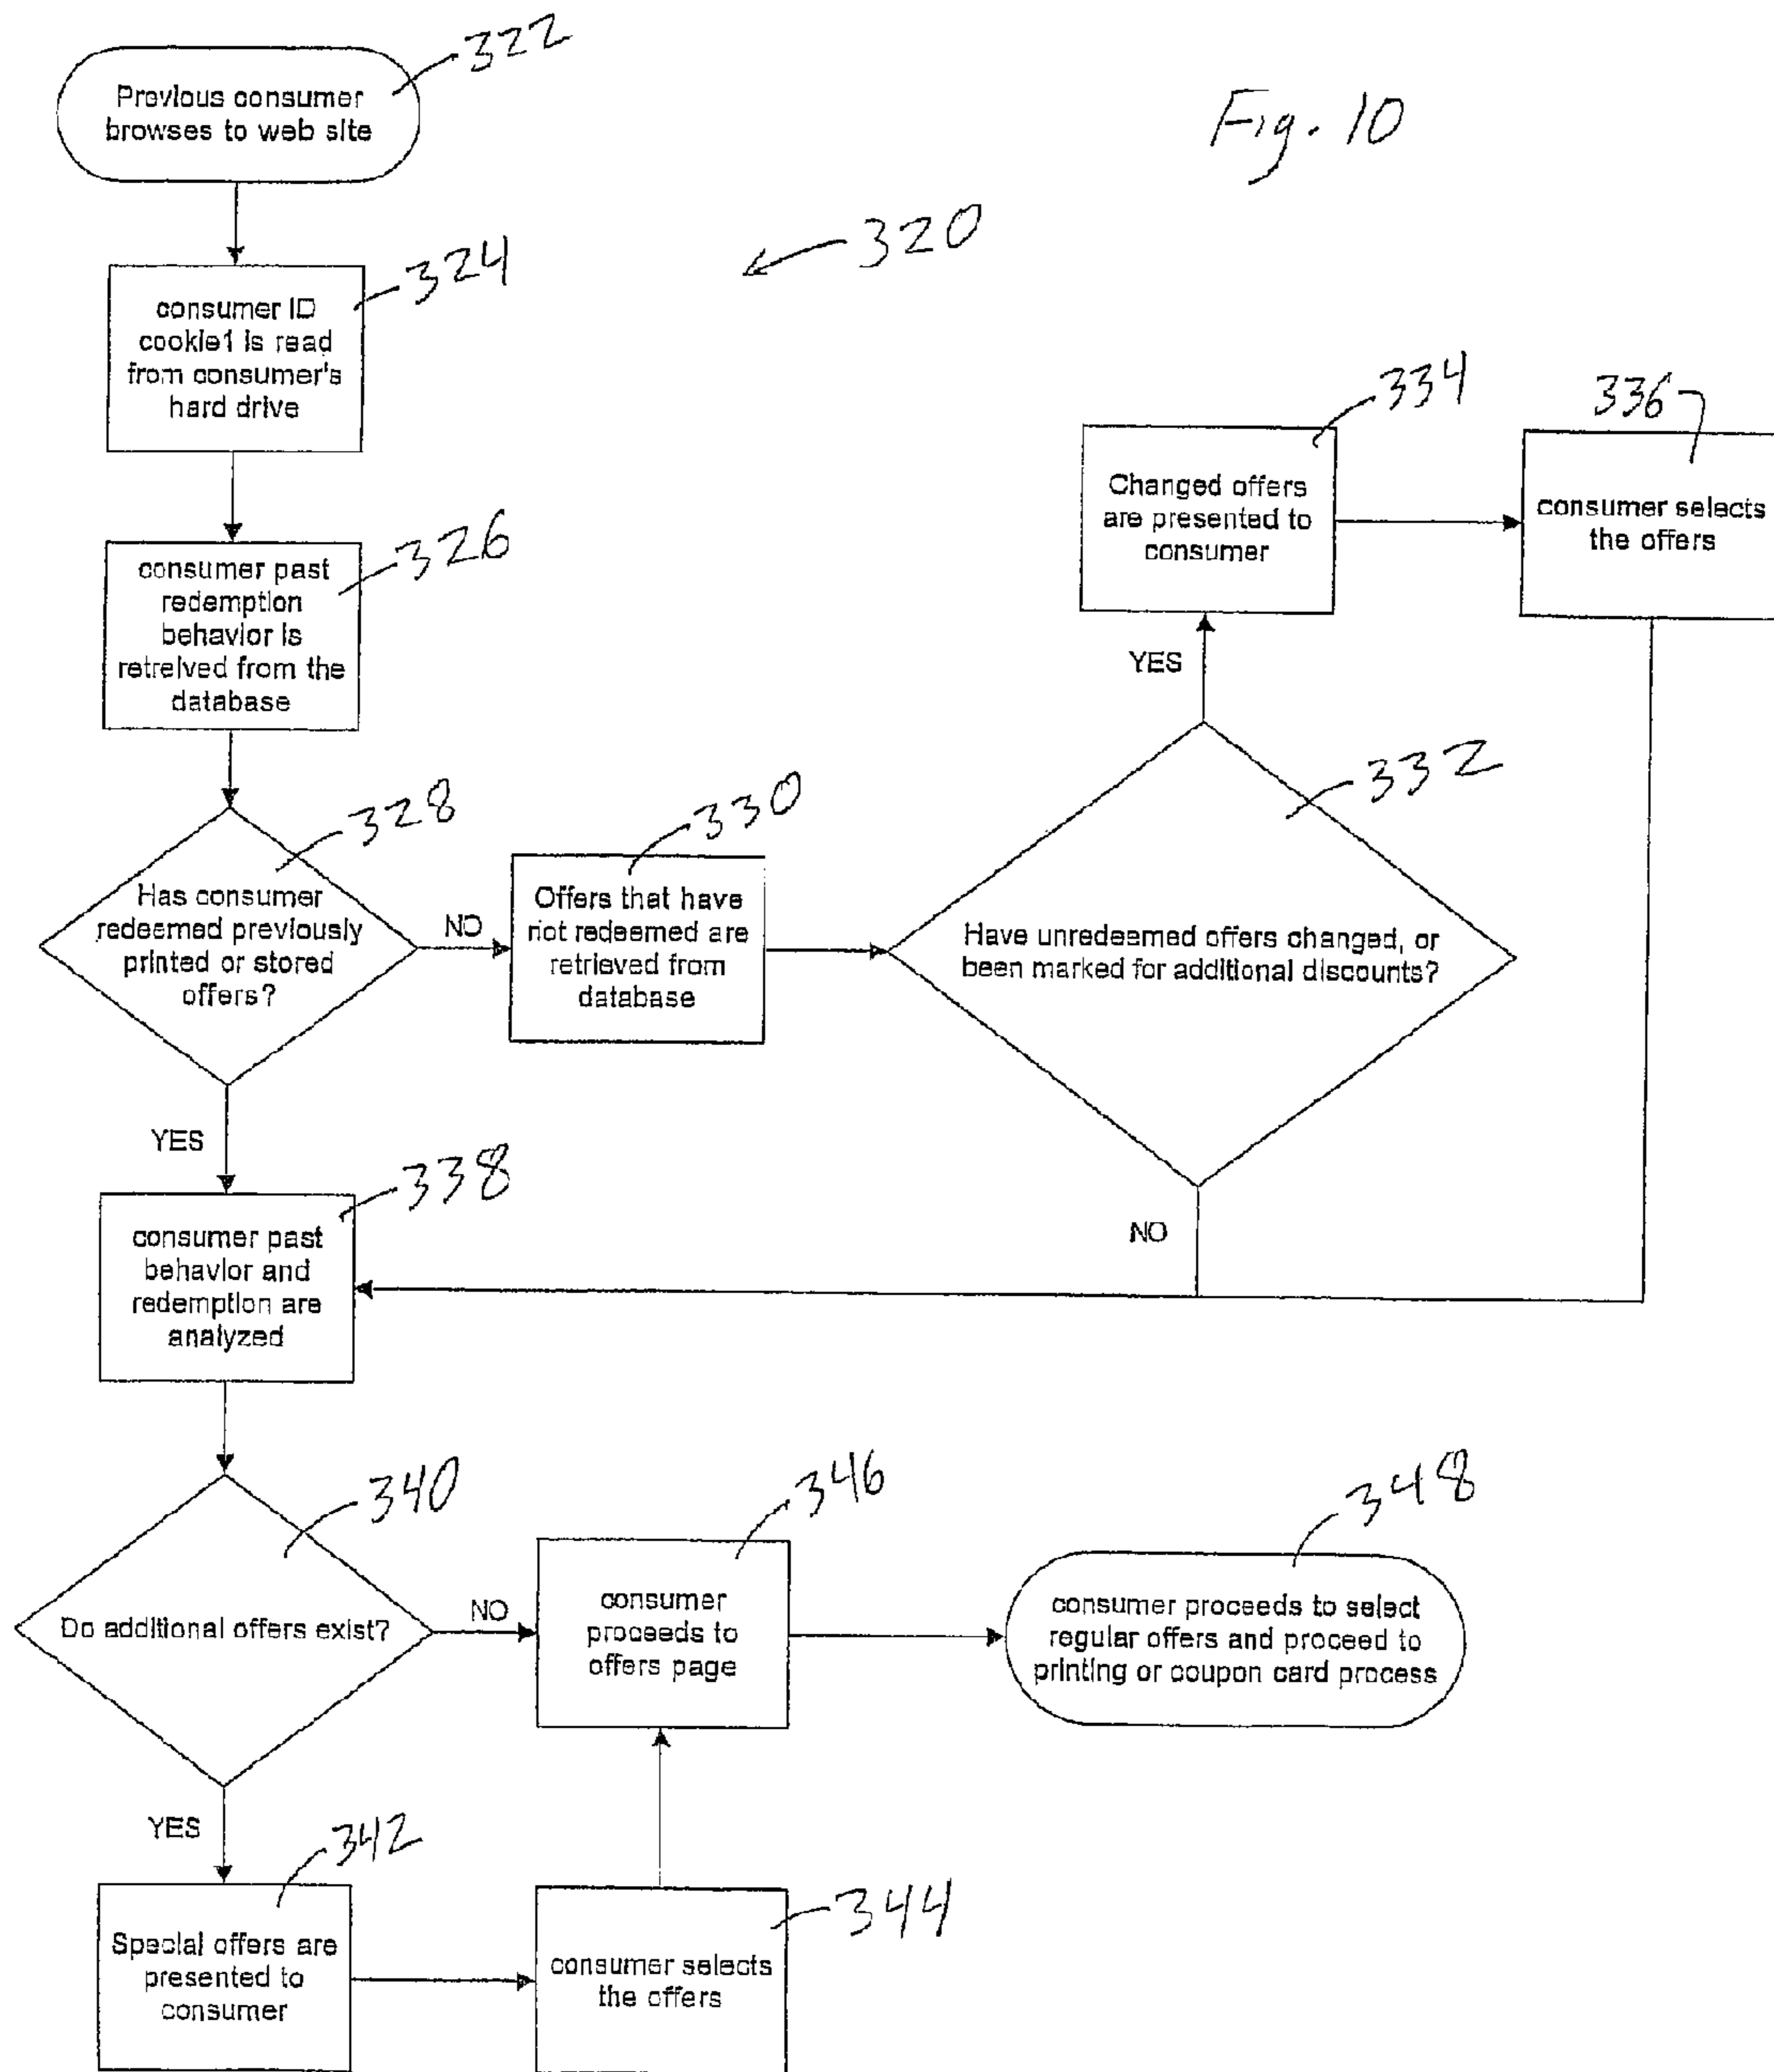 322
Previous consumer
browses to web site
Fig. 10
320
324
consumer ID
cookie1 is read
from consumer's
hard drive
334
336
Changed offers
are presented to
consumer
consumer selects
the offers
326
consumer past
redemption
behavior is
retreived from the
database
YES
328
330
332
Has consumer
redeemed previously
printed or stored
offers?
NO
Offers that have
not redeemed are
retrieved from
database
Have unredeemed offers changed, or
been marked for additional discounts?
YES
338
NO
consumer past
behavior and
redemption are
analyzed
340
346
348
Do additional offers exist?
NO
consumer
proceeds to
offers page
consumer proceeds to select
regular offers and proceed to
printing or coupon card process
YES
342
344
Special offers are
presented to
consumer
consumer selects
the offers